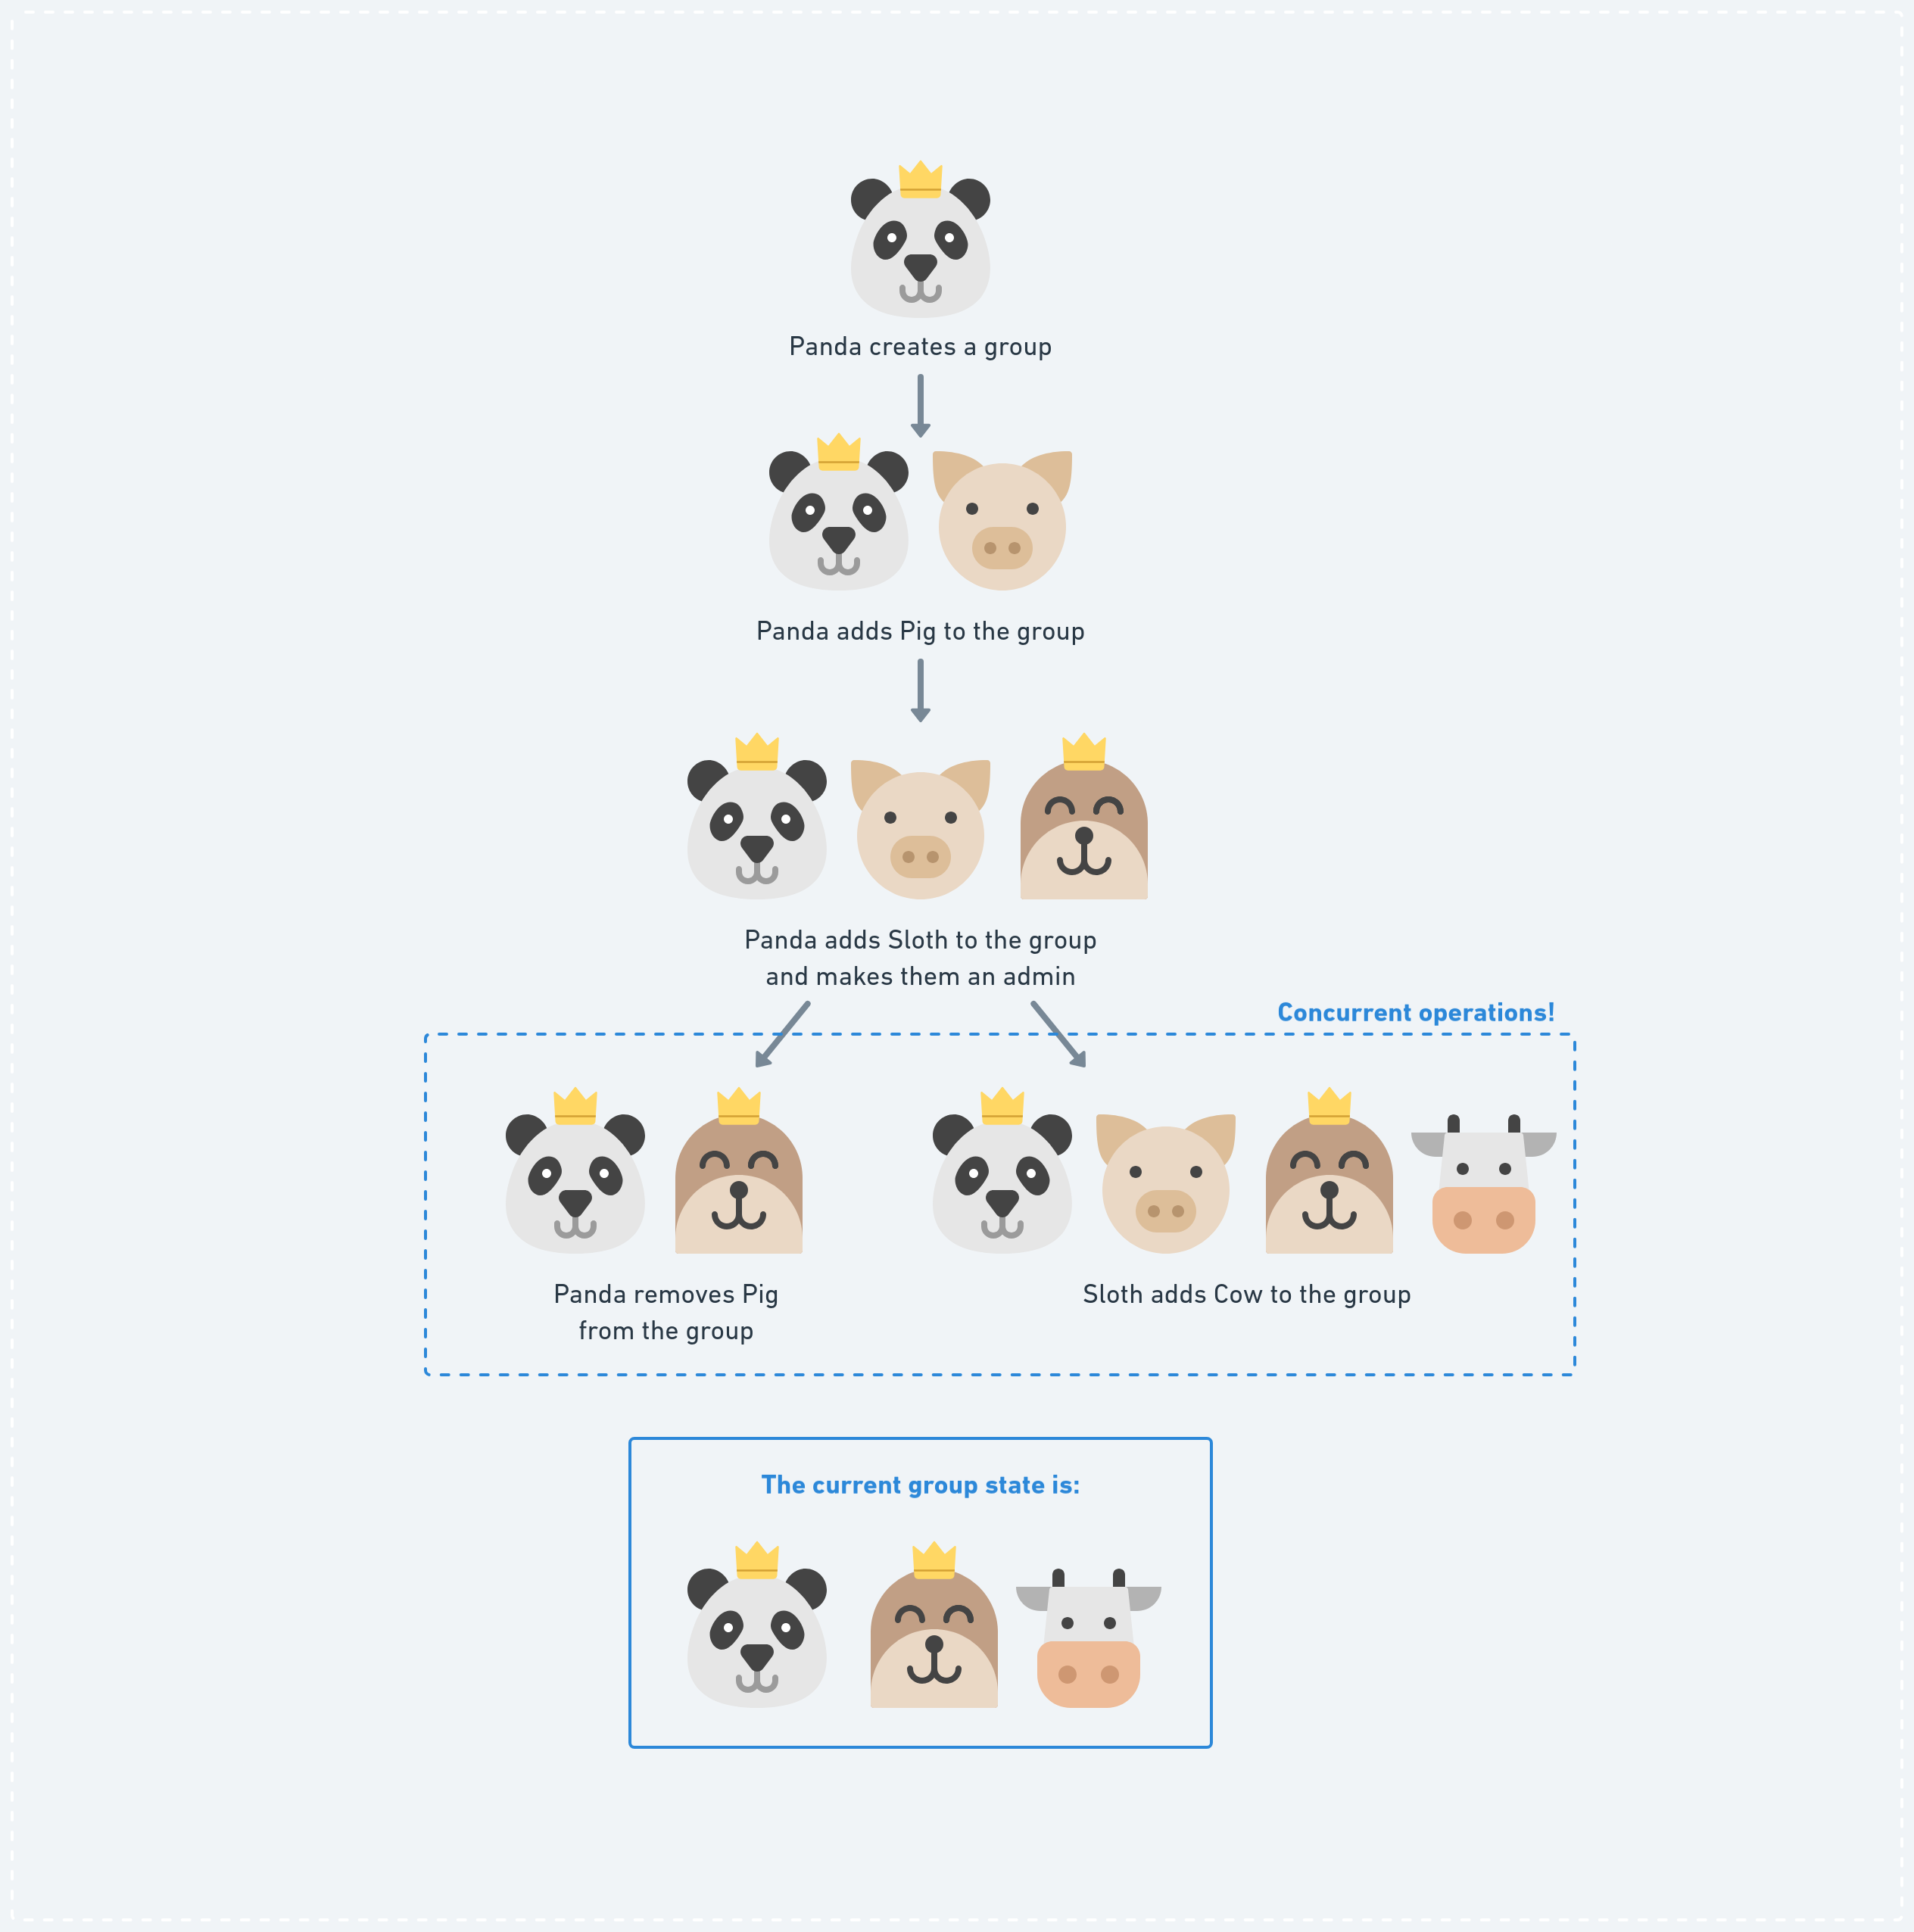 Panda creates a group
Panda adds Pig to the group
Panda adds Sloth to the group
and makes them an admin
Concurrent operations!
Panda removes Pig
from the group
Sloth adds Cow to the group
The current group state is: